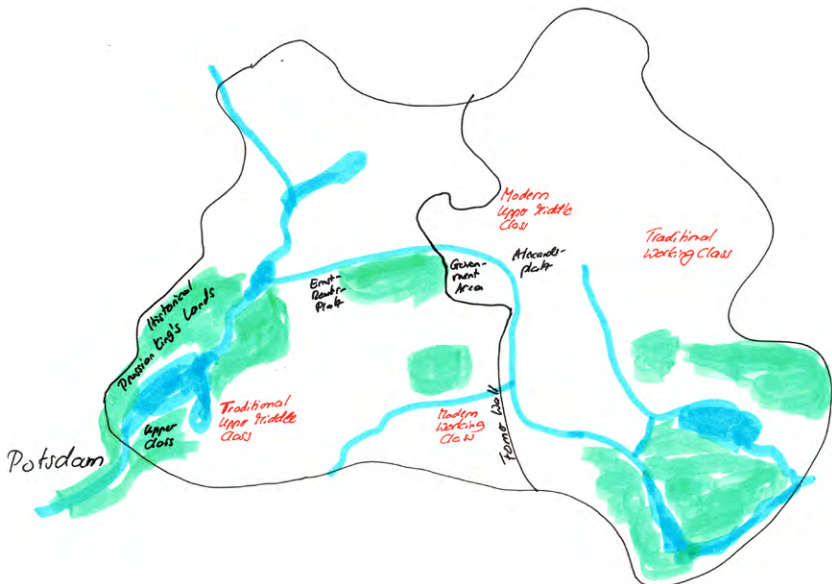 Modern
Upper Middle
Class
Traditional
Working Class
Alexander-
platz
Govern-
ment
Area
Ernst-
Reuter-
Platz
Historical
Prussian King's Lands
Upper
Class
Traditional
Upper Middle
Class
Modern
Working
Class
Former Wall
Potsdam